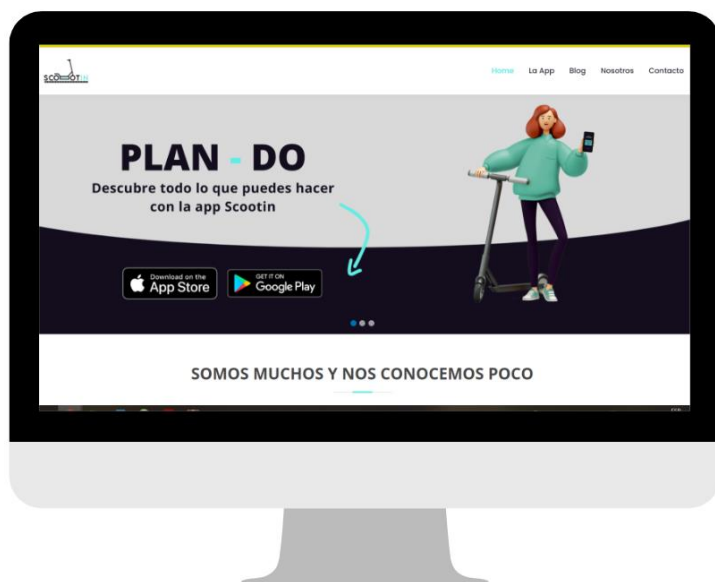 SCOOOTIN
Home La App Blog Nosotros Contacto
PLAN - DO
Descubre todo lo que puedes hacer
con la app Scootin
Download on the
App Store
GET IT ON
Google Play
SOMOS MUCHOS Y NOS CONOCEMOS POCO